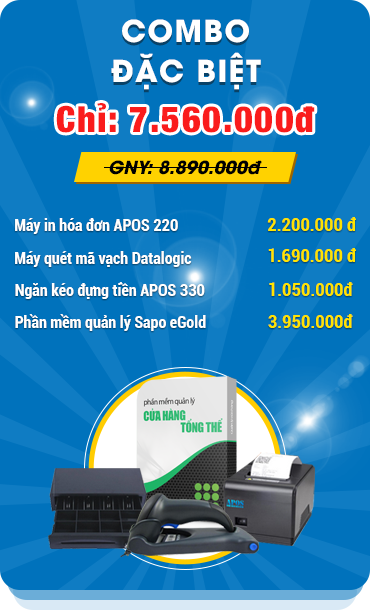 COMBO
ĐẶC BIỆT
Chỉ: 7.560.000đ
GNY: 8.890.000đ
Máy in hóa đơn APOS 220 2.200.000 đ
Máy quét mã vạch Datalogic 1.690.000 đ
Ngăn kéo đựng tiền APOS 330 1.050.000đ
Phần mềm quản lý Sapo eGold 3.950.000đ
phần mềm quản lý
CỬA HÀNG
TỔNG THỂ
APOS